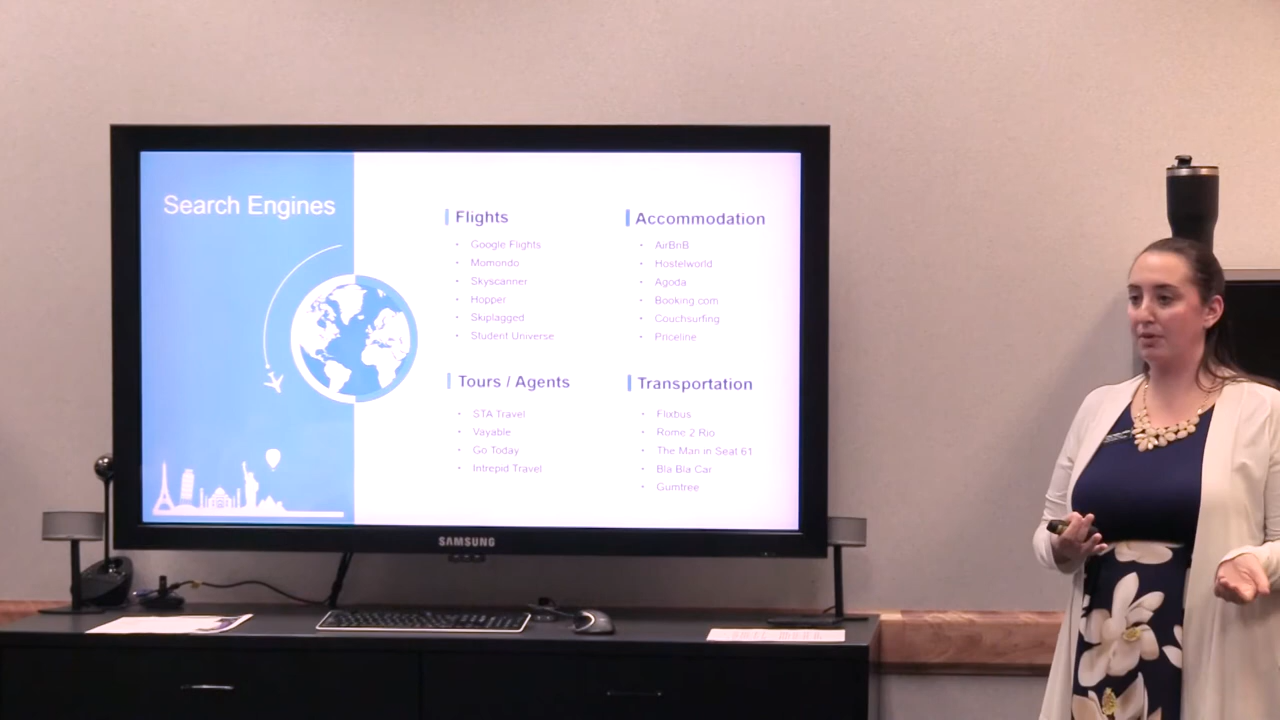 Search Engines
Flights
Google Flights
Momondo
Skyscanner
Hopper
Skiplagged
Student Universe
Accommodation
AirBnB
Hostelworld
Agoda
Booking.com
Couchsurfing
Priceline
Tours / Agents
STA Travel
Vayable
Go Today
Intrepid Travel
Transportation
Flixbus
Rome 2 Rio
The Man in Seat 61
Bla Bla Car
Gumtree
SAMSUNG